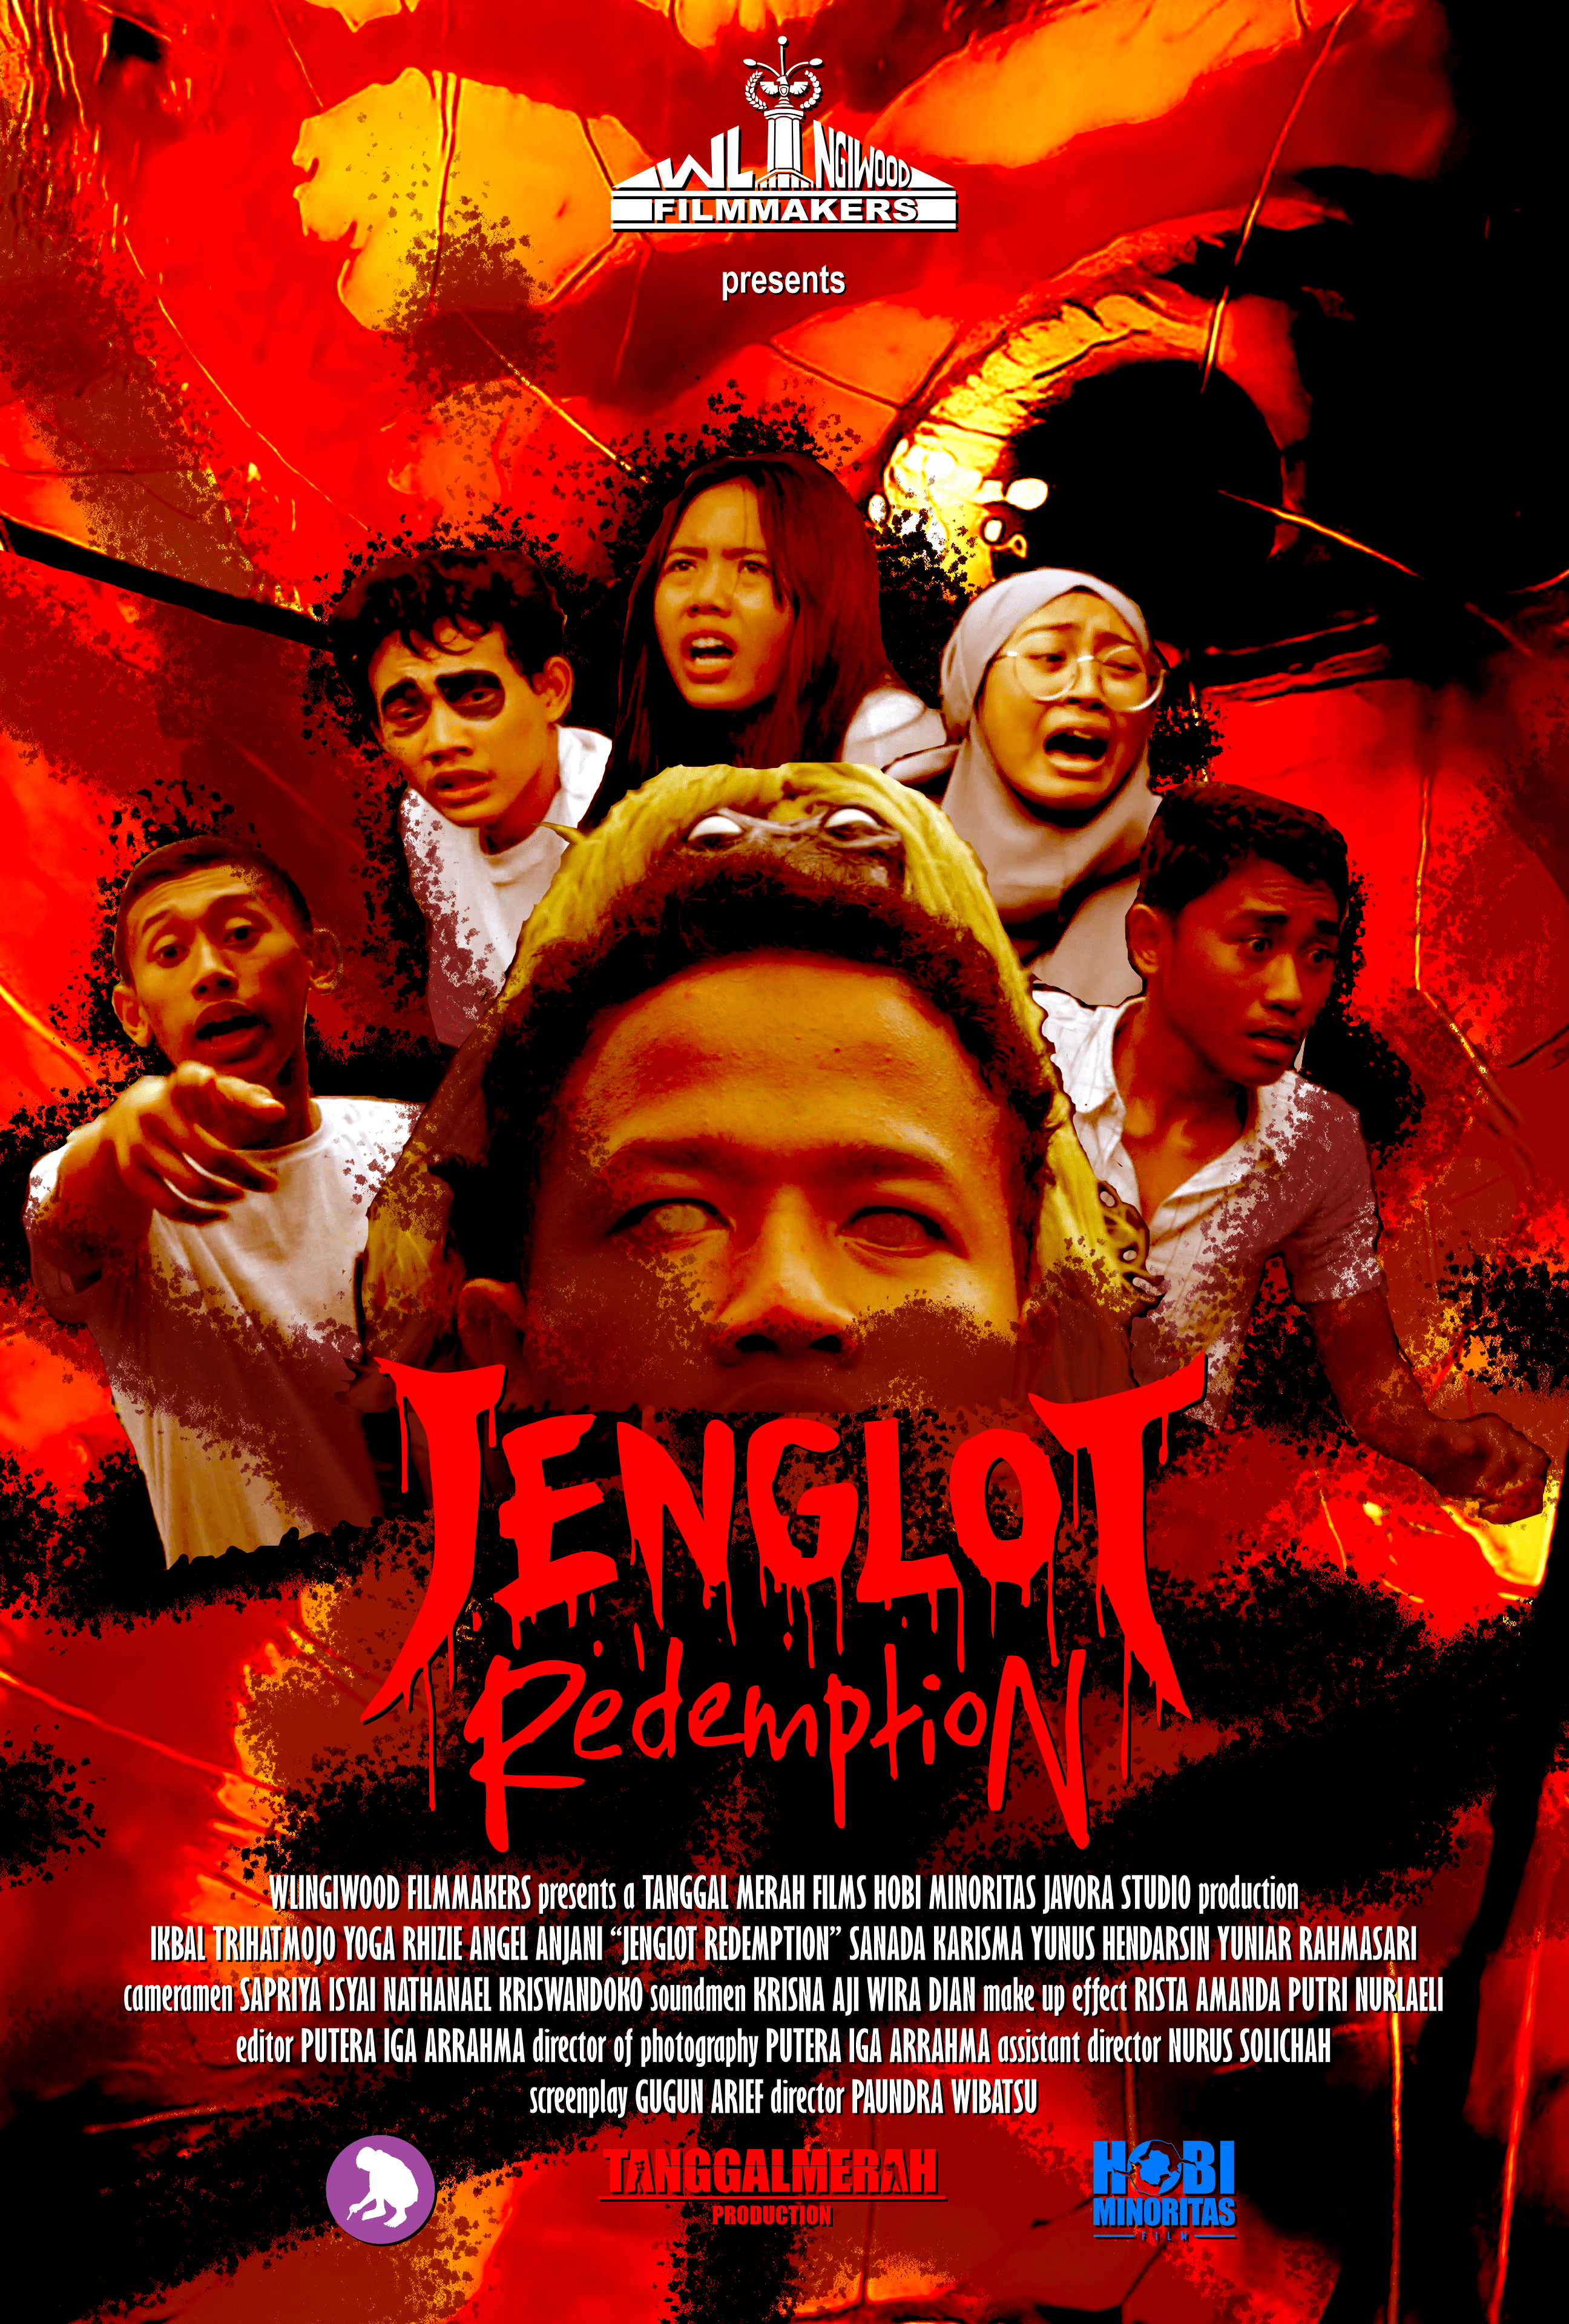 WLINGIWOOD
FILMMAKERS
presents
JENGLOT
Redemption
WLINGIWOOD FILMMAKERS presents a TANGGAL MERAH FILMS HOBI MINORITAS JAVORA STUDIO production
IKBAL TRIHATMOJO YOGA RHIZIE ANGEL ANJANI “JENGLOT REDEMPTION” SANADA KARISMA YUNUS HENDARSIN YUNIAR RAHMASARI
cameramen SAPRIYA ISYAI NATHANAEL KRISWANDOKO soundmen KRISNA AJI WIRA DIAN make up effect RISTA AMANDA PUTRI NURLAELI
editor PUTERA IGA ARRAHMA director of photography PUTERA IGA ARRAHMA assistant director NURUS SOLICHAH
screenplay GUGUN ARIEF director PAUNDRA WIBATSU
TANGGALMERAH
PRODUCTION
HOBI
MINORITAS
FILM